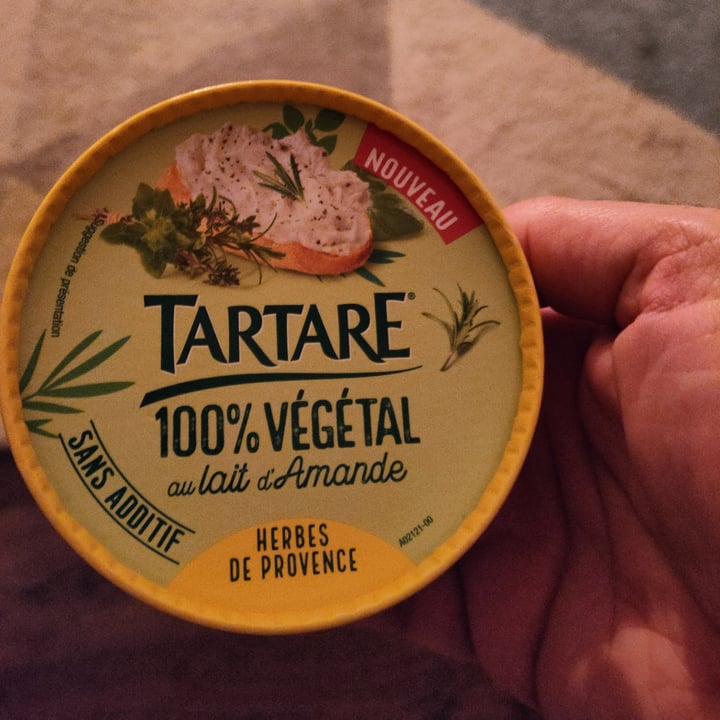 NOUVEAU
Suggestion de présentation
TARTARE®
100% VÉGÉTAL
au lait d'Amande
SANS ADDITIF
HERBES
DE PROVENCE
A02121-00